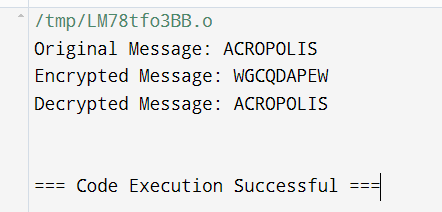 /tmp/LM78tfo3BB.o
Original Message: ACROPOLIS
Encrypted Message: WGCQDAPEW
Decrypted Message: ACROPOLIS
=== Code Execution Successful ===